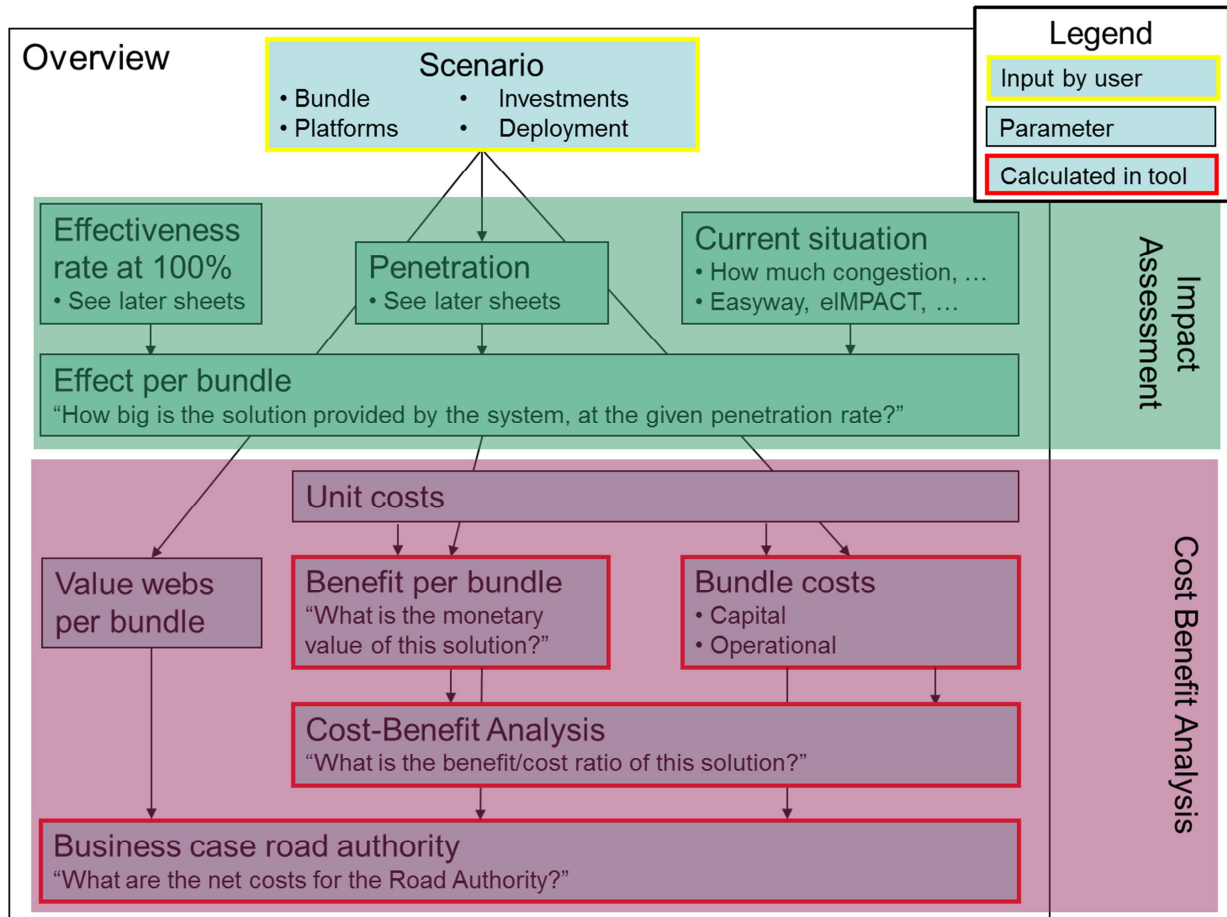 Overview
Scenario
• Bundle
• Investments
• Platforms
• Deployment
Legend
Input by user
Parameter
Calculated in tool
Effectiveness
rate at 100%
• See later sheets
Penetration
• See later sheets
Current situation
• How much congestion, …
• Easyway, eIMPACT, …
Impact
Assessment
Effect per bundle
“How big is the solution provided by the system, at the given penetration rate?”
Unit costs
Value webs
per bundle
Benefit per bundle
“What is the monetary
value of this solution?”
Bundle costs
• Capital
• Operational
Cost Benefit Analysis
Cost-Benefit Analysis
“What is the benefit/cost ratio of this solution?”
Business case road authority
“What are the net costs for the Road Authority?”